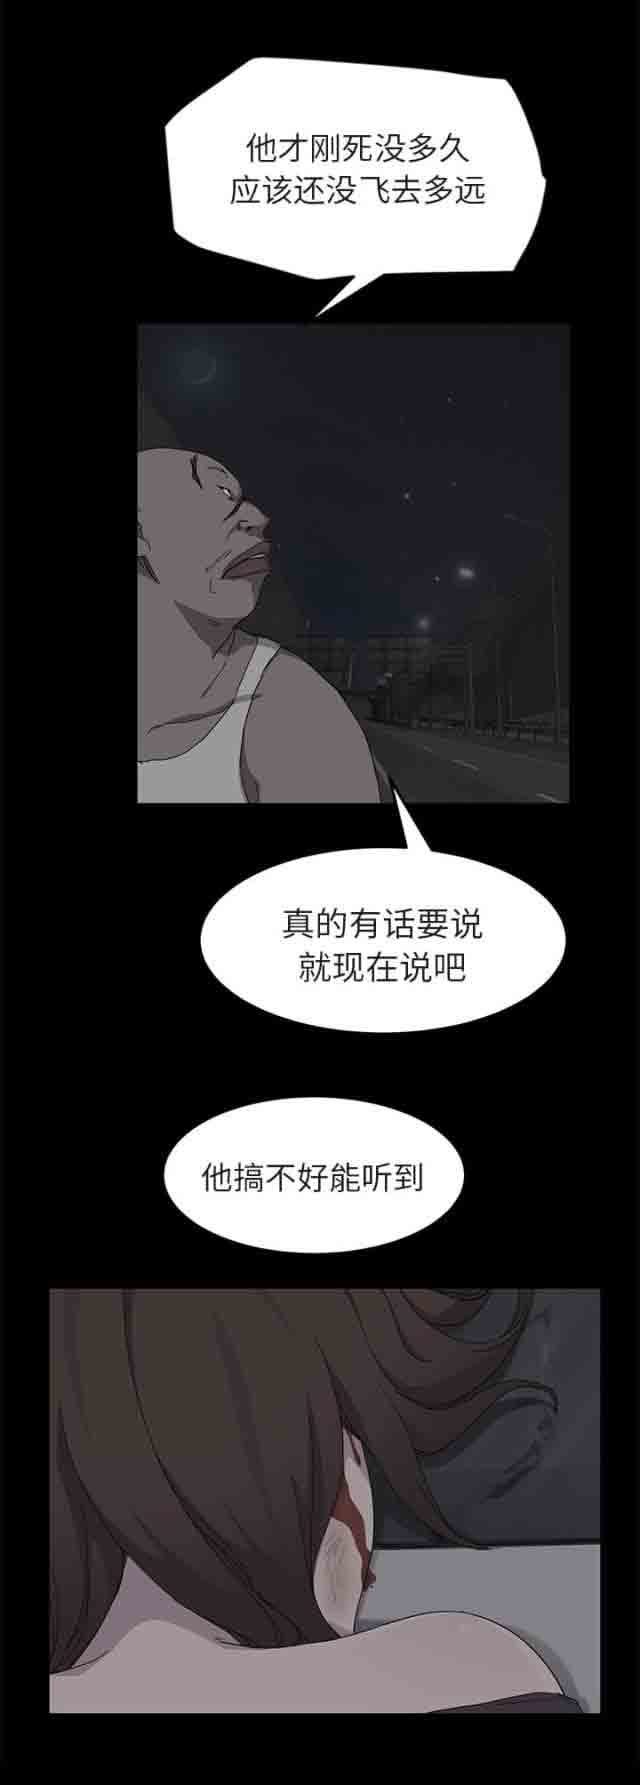 他才刚死没多久
应该还没飞去多远
真的有话要说
就现在说吧
他搞不好能听到